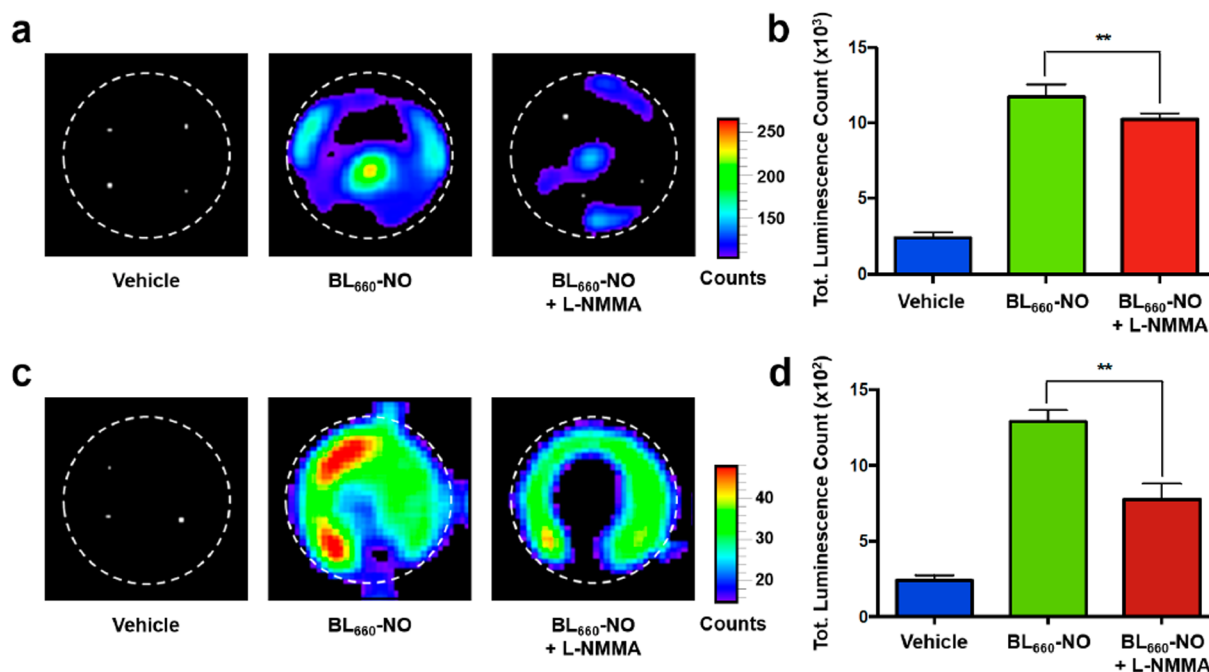 a
Vehicle
BL₆₆₀-NO
BL₆₆₀-NO
+ L-NMMA
250
200
150
Counts
b
Tot. Luminescence Count (x10³)
15
10
5
0
**
Vehicle
BL₆₆₀-NO
BL₆₆₀-NO
+ L-NMMA
c
Vehicle
BL₆₆₀-NO
BL₆₆₀-NO
+ L-NMMA
40
30
20
Counts
d
Tot. Luminescence Count (x10²)
15
10
5
0
**
Vehicle
BL₆₆₀-NO
BL₆₆₀-NO
+ L-NMMA